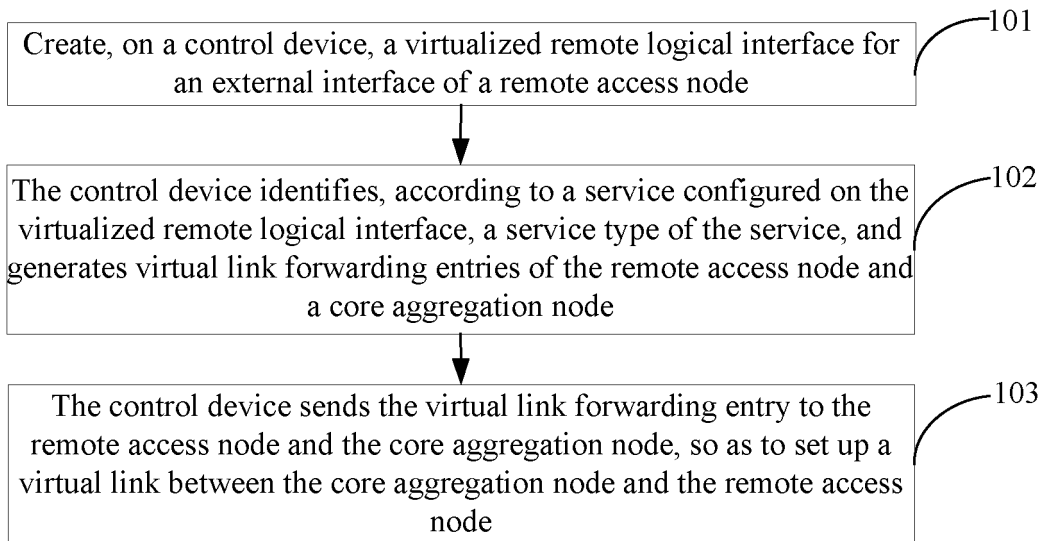 Create, on a control device, a virtualized remote logical interface for
an external interface of a remote access node
101
The control device identifies, according to a service configured on the
virtualized remote logical interface, a service type of the service, and
generates virtual link forwarding entries of the remote access node and
a core aggregation node
102
The control device sends the virtual link forwarding entry to the
remote access node and the core aggregation node, so as to set up a
virtual link between the core aggregation node and the remote access
node
103